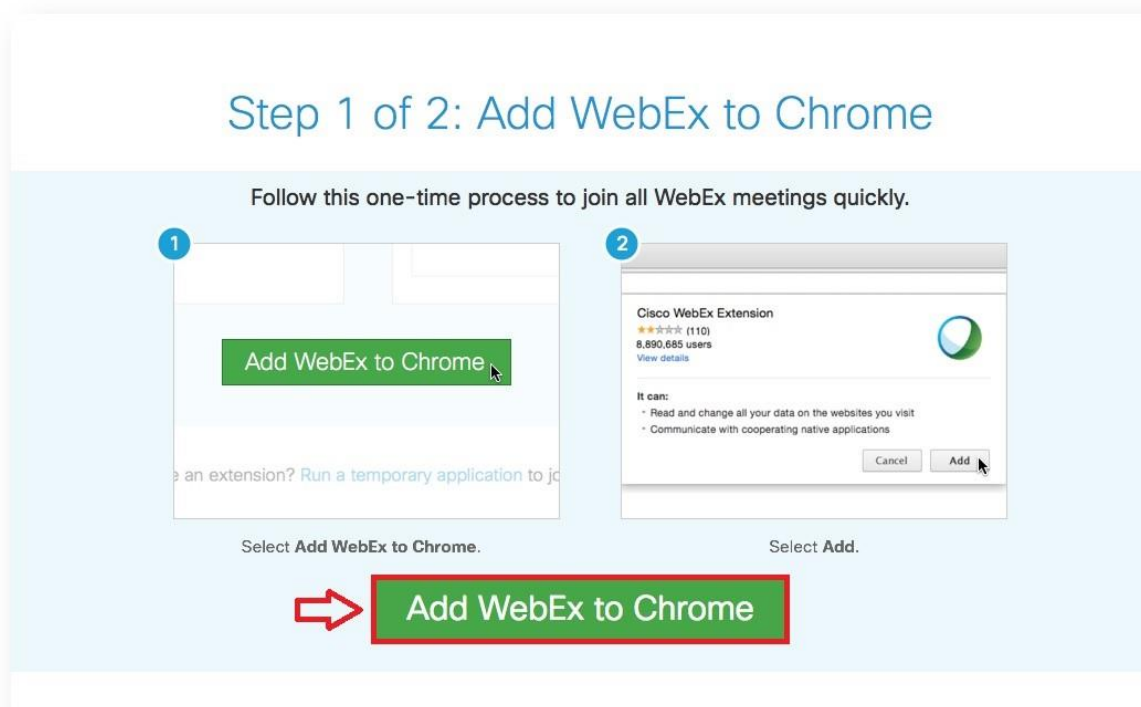 Step 1 of 2: Add WebEx to Chrome
Follow this one-time process to join all WebEx meetings quickly.
1
Add WebEx to Chrome
an extension? Run a temporary application to
Select Add WebEx to Chrome.
2
Cisco WebEx Extension
(110)
8,890,685 users
View details
It can:
• Read and change all your data on the websites you visit
• Communicate with cooperating native applications
Cancel Add
Select Add.
Add WebEx to Chrome